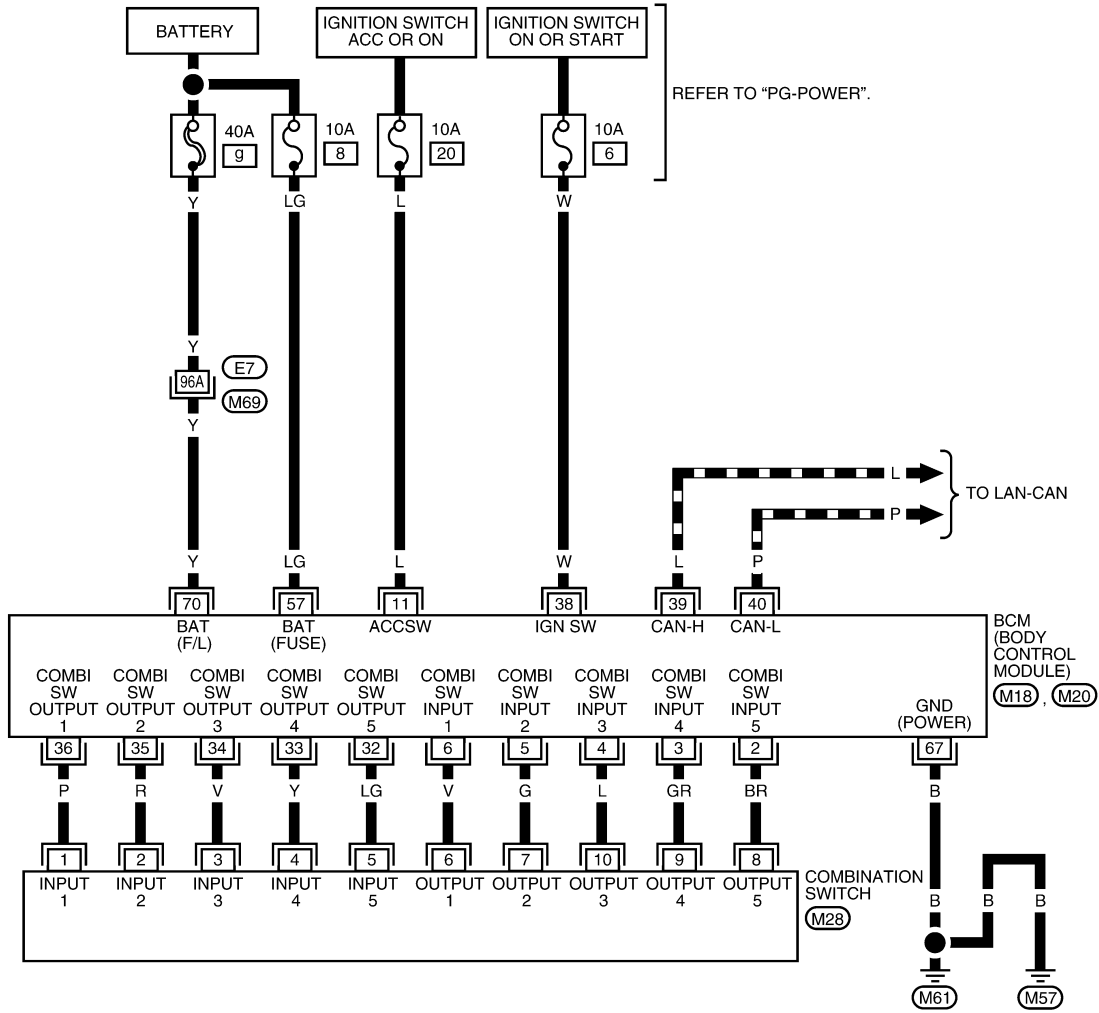 BATTERY
IGNITION SWITCH
ACC OR ON
IGNITION SWITCH
ON OR START
REFER TO “PG-POWER”.
40A
g
10A
8
10A
20
10A
6
Y
LG
L
W
Y
96A
E7
M69
Y
L
P
TO LAN-CAN
Y
LG
L
W
L
P
70
57
11
38
39
40
BAT
(F/L)
BAT
(FUSE)
ACCSW
IGN SW
CAN-H
CAN-L
BCM
(BODY
CONTROL
MODULE)
M18 , M20
COMBI
SW
OUTPUT
1
COMBI
SW
OUTPUT
2
COMBI
SW
OUTPUT
3
COMBI
SW
OUTPUT
4
COMBI
SW
OUTPUT
5
COMBI
SW
INPUT
1
COMBI
SW
INPUT
2
COMBI
SW
INPUT
3
COMBI
SW
INPUT
4
COMBI
SW
INPUT
5
GND
(POWER)
36
35
34
33
32
6
5
4
3
2
67
P
R
V
Y
LG
V
G
L
GR
BR
B
1
2
3
4
5
6
7
10
9
8
INPUT
1
INPUT
2
INPUT
3
INPUT
4
INPUT
5
OUTPUT
1
OUTPUT
2
OUTPUT
3
OUTPUT
4
OUTPUT
5
COMBINATION
SWITCH
M28
B
B
B
M61
M57